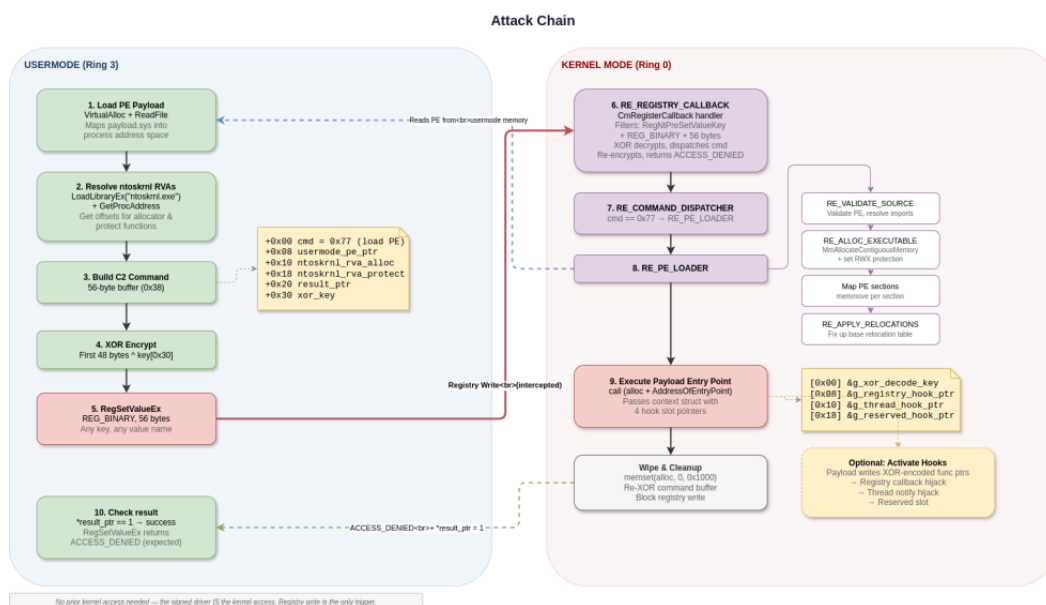 Attack Chain
USERMODE (Ring 3)
1. Load PE Payload
VirtualAlloc + ReadFile
Maps payload.sys into
process address space
2. Resolve ntoskrnl RVAs
LoadLibraryEx("ntoskrnl.exe")
+ GetProcAddress
Get offsets for allocator &
protect functions
3. Build C2 Command
56-byte buffer (0x38)
+0x00 cmd = 0x77 (load PE)
+0x08 usermode_pe_ptr
+0x10 ntoskrnl_rva_alloc
+0x18 ntoskrnl_rva_protect
+0x20 result_ptr
+0x30 xor_key
4. XOR Encrypt
First 48 bytes ^ key[0x30]
5. RegSetValueEx
REG_BINARY, 56 bytes
Any key, any value name
10. Check result
*result_ptr == 1 → success
RegSetValueEx returns
ACCESS_DENIED (expected)
Reads PE from<br>usermode memory
Registry Write<br>(intercepted)
ACCESS_DENIED<br>+ *result_ptr = 1
KERNEL MODE (Ring 0)
6. RE_REGISTRY_CALLBACK
CmRegisterCallback handler
Filters: RegNtPreSetValueKey
+ REG_BINARY + 56 bytes
XOR decrypts, dispatches cmd
Re-encrypts, returns ACCESS_DENIED
7. RE_COMMAND_DISPATCHER
cmd == 0x77 → RE_PE_LOADER
8. RE_PE_LOADER
RE_VALIDATE_SOURCE
Validate PE, resolve imports
RE_ALLOC_EXECUTABLE
MmAllocateContiguousMemory
+ set RWX protection
Map PE sections
memmove per section
RE_APPLY_RELOCATIONS
Fix up base relocation table
9. Execute Payload Entry Point
call (alloc + AddressOfEntryPoint)
Passes context struct with
4 hook slot pointers
[0x00] &g_xor_decode_key
[0x08] &g_registry_hook_ptr
[0x10] &g_thread_hook_ptr
[0x18] &g_reserved_hook_ptr
Wipe & Cleanup
memset(alloc, 0, 0x1000)
Re-XOR command buffer
Block registry write
Optional: Activate Hooks
Payload writes XOR-encoded func ptrs
→ Registry callback hijack
→ Thread notify hijack
→ Reserved slot
No prior kernel access needed — the signed driver IS the kernel access. Registry write is the only trigger.